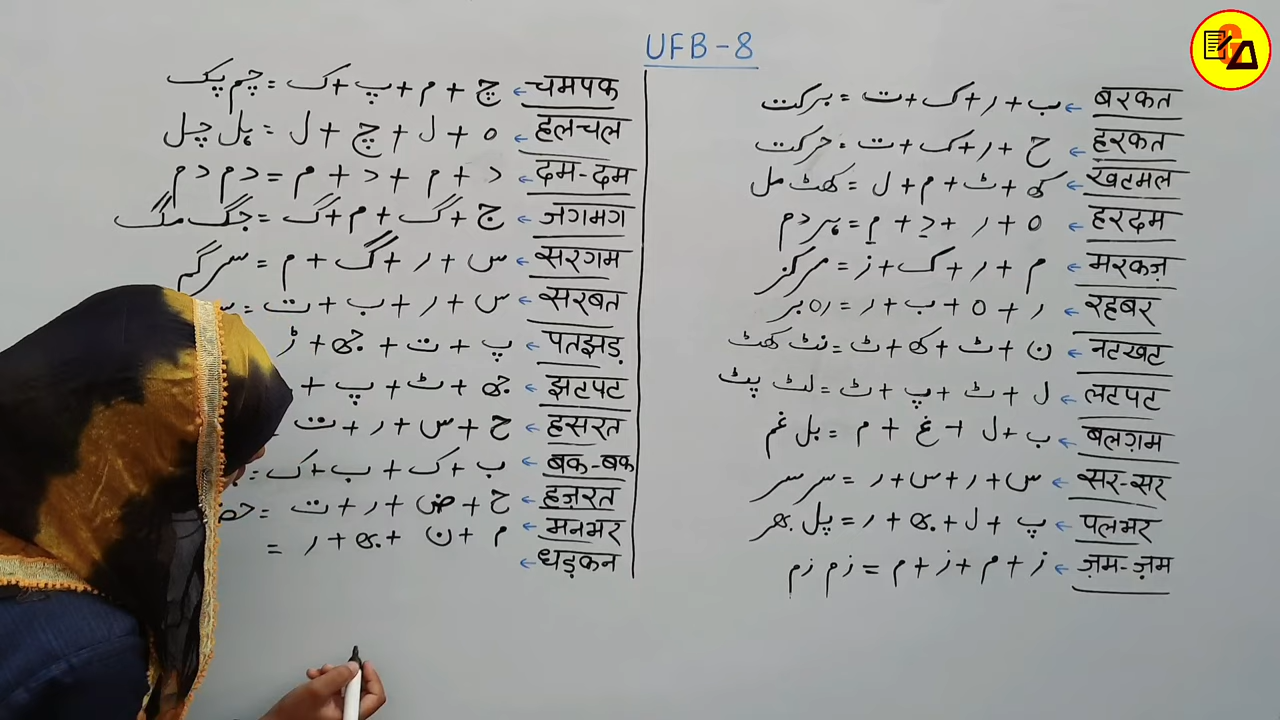 UFB-8
बरकत ← ب + ر + ک + ت = برکت
हरकत ← ح + ر + ک + ت = حرکت
खटमल ← کھ + ٹ + م + ل = کھٹ مل
हरदम ← ہ + ر + د + م = ہر دم
मरकज़ ← م + ر + ک + ز = مرکز
रहबर ← ر + ہ + ب + ر = رہ بر
नटखट ← ن + ٹ + کھ + ٹ = نٹ کھٹ
लटपट ← ل + ٹ + پ + ٹ = لٹ پٹ
बलग़म ← ب + ل + غ + م = بل غم
सर-सर ← س + ر + س + ر = سر سر
पलभर ← پ + ل + بھ + ر = پل بھر
ज़म-ज़म ← ز + م + ز + م = زم زم
चमपक ← چ + م + پ + ک = چم پک
हलचल ← ہ + ل + چ + ل = ہل چل
दम-दम ← د + م + د + م = دم دم
जगमग ← ج + گ + م + گ = جگ مگ
सरगम ← س + ر + گ + م = سر گم
सरबत ← س + ر + ب + ت =
पतझड़ ← پ + ت + جھ + ڑ
झटपट ← جھ + ٹ + پ +
हसरत ← ح + س + ر + ت =
बक-बक ← ب + ک + ب + ک =
हज़रत ← ح + ض + ر + ت =
मनभर ← م + ن + بھ + ر =
धड़कन ←